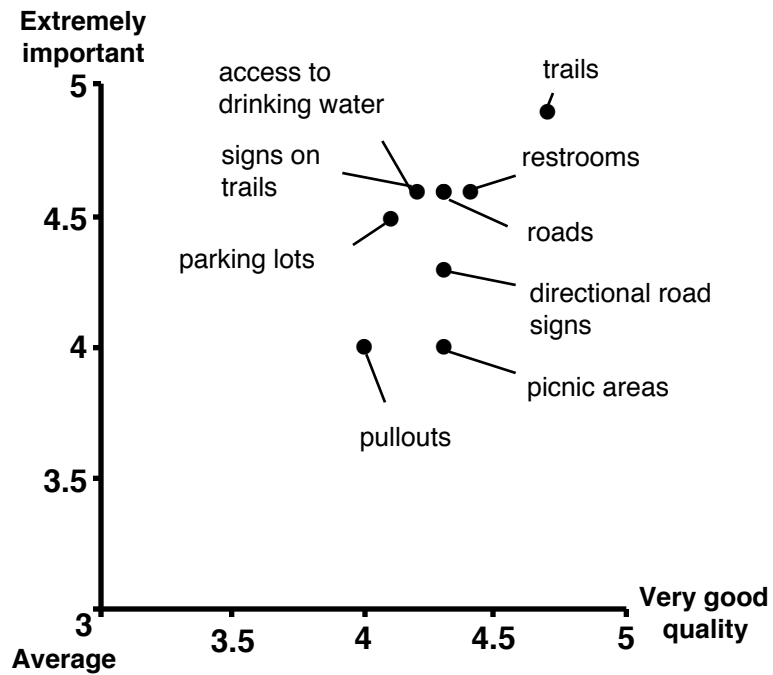 Extremely
important
5
4.5
4
3.5
3
Average
access to
drinking water
signs on
trails
parking lots
trails
restrooms
roads
directional road
signs
picnic areas
pullouts
3.5
4
4.5
5
Very good
quality